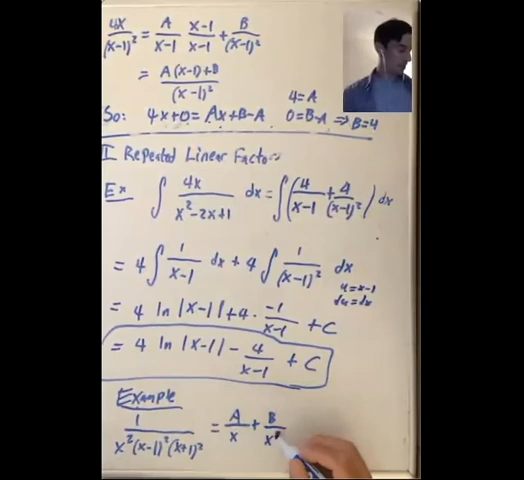 4x/(x-1)² = A/(x-1) (x-1)/(x-1) + B/(x-1)²
= (A(x-1)+B)/(x-1)²
So: 4x+0 = Ax+B-A 4=A
0=B-A ⇒ B=4
I Repeated Linear Factors
Ex ∫ 4x/(x²-2x+1) dx = ∫(4/(x-1) + 4/(x-1)²) dx
= 4∫ 1/(x-1) dx + 4∫ 1/(x-1)² dx
u=x-1
du=dx
= 4 ln |x-1| + 4 · -1/(x-1) + C
= 4 ln |x-1| - 4/(x-1) + C
Example
1/(x²(x-1)²(x+1)²) = A/x + B/x²